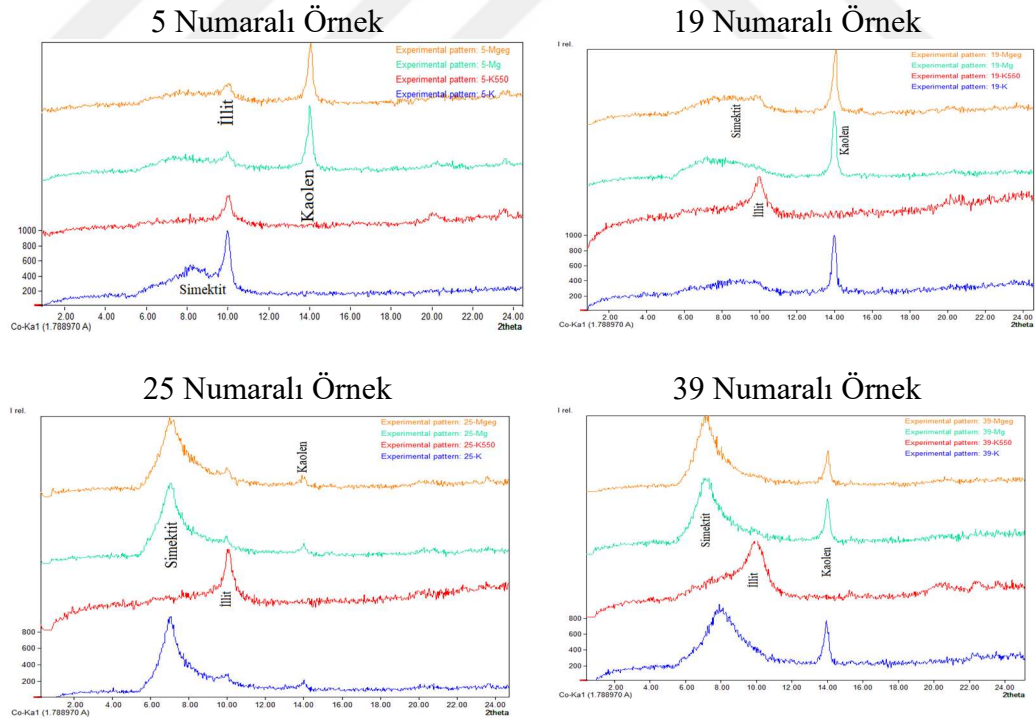 5 Numaralı Örnek
Experimental pattern: 5-Mgeg
Experimental pattern: 5-Mg
Experimental pattern: 5-K550
Experimental pattern: 5-K
İllit
Kaolen
Simektit
1000
800
600
400
200
2.00 4.00 6.00 8.00 10.00 12.00 14.00 16.00 18.00 20.00 22.00 24.00
Co-Ka1 (1.788970 A)
2theta
19 Numaralı Örnek
I rel.
Experimental pattern: 19-Mgeg
Experimental pattern: 19-Mg
Experimental pattern: 19-K550
Experimental pattern: 19-K
Simektit
Kaolen
İllit
1000
800
600
400
200
2.00 4.00 6.00 8.00 10.00 12.00 14.00 16.00 18.00 20.00 22.00 24.00
Co-Ka1 (1.788970 A)
2theta
25 Numaralı Örnek
I rel.
Experimental pattern: 25-Mgeg
Experimental pattern: 25-Mg
Experimental pattern: 25-K550
Experimental pattern: 25-K
Kaolen
Simektit
İllit
800
600
400
200
Co-Ka1 (1.788970 A)
2.00 4.00 6.00 8.00 10.00 12.00 14.00 16.00 18.00 20.00 22.00 24.00
2theta
39 Numaralı Örnek
I rel.
Experimental pattern: 39-Mgeg
Experimental pattern: 39-Mg
Experimental pattern: 39-K550
Experimental pattern: 39-K
Simektit
Kaolen
İllit
800
600
400
200
2.00 4.00 6.00 8.00 10.00 12.00 14.00 16.00 18.00 20.00 22.00 24.00
Co-Ka1 (1.788970 A)
2theta